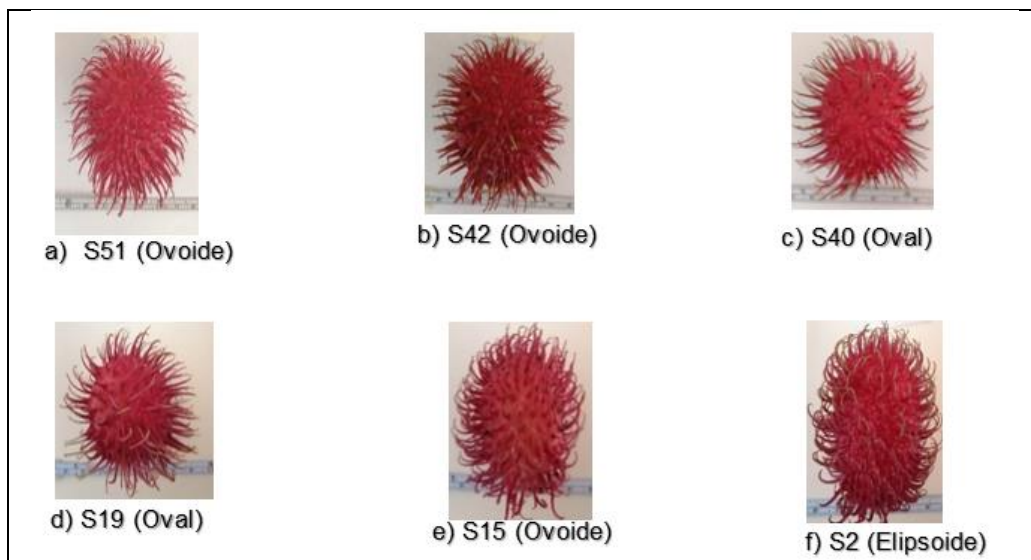 a) S51 (Ovoide)
b) S42 (Ovoide)
c) S40 (Oval)
d) S19 (Oval)
e) S15 (Ovoide)
f) S2 (Elipsoide)